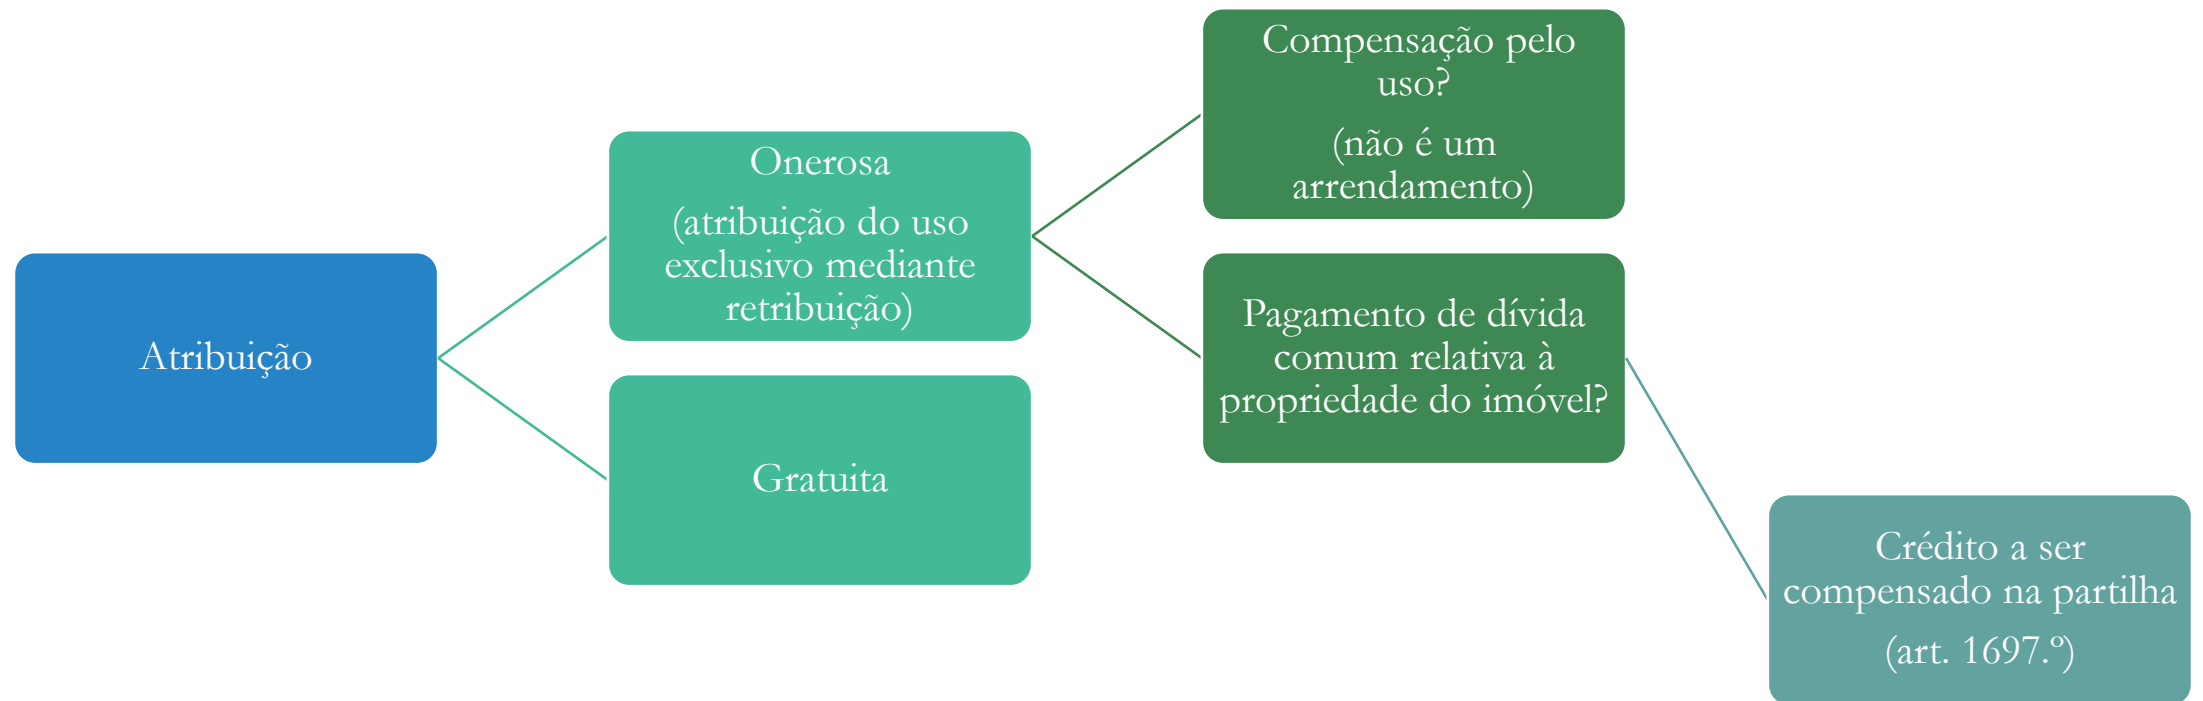 Atribuição
Onerosa
(atribuição do uso
exclusivo mediante
retribuição)
Gratuita
Compensação pelo
uso?
(não é um
arrendamento)
Pagamento de dívida
comum relativa à
propriedade do imóvel?
Crédito a ser
compensado na partilha
(art. 1697.º)